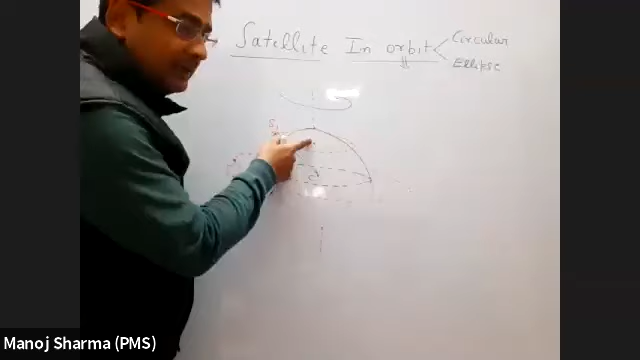 Satellite In orbit
Circular
Ellipse
Manoj Sharma (PMS)